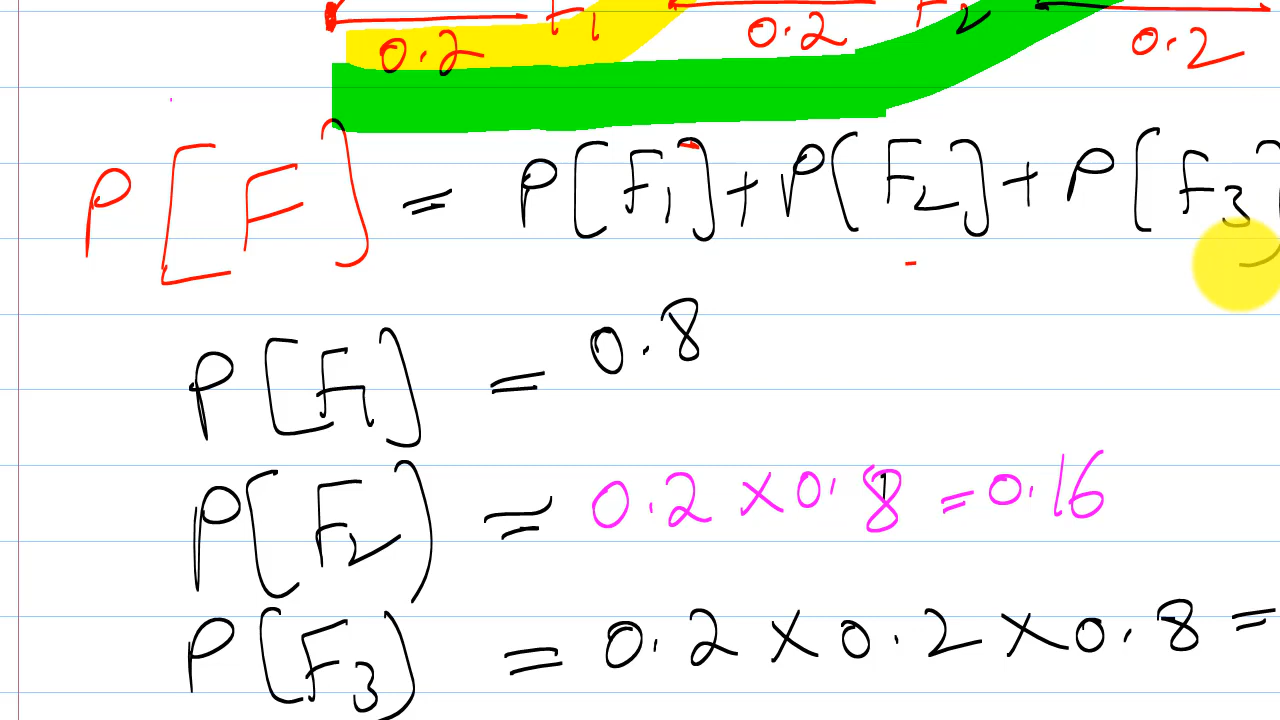 F1 F2
0.2 0.2 0.2
P[F] = P[F1] + P[F2] + P[F3]
P[F1] = 0.8
P[F2] = 0.2 × 0.8 = 0.16
P[F3] = 0.2 × 0.2 × 0.8 =